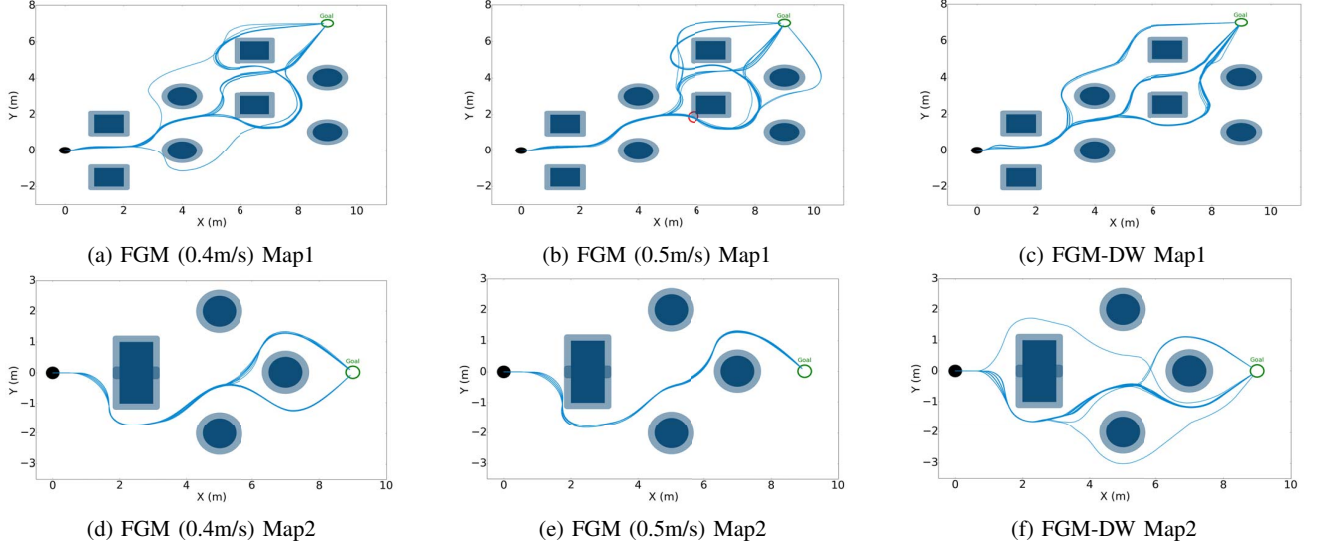 8
6
4
2
0
−2
Y (m)
0 2 4 6 8 10
X (m)
Goal
(a) FGM (0.4m/s) Map1
8
6
4
2
0
−2
Y (m)
0 2 4 6 8 10
X (m)
Goal
(b) FGM (0.5m/s) Map1
8
6
4
2
0
−2
Y (m)
0 2 4 6 8 10
X (m)
Goal
(c) FGM-DW Map1
3
2
1
0
−1
−2
−3
Y (m)
0 2 4 6 8 10
X (m)
Goal
(d) FGM (0.4m/s) Map2
3
2
1
0
−1
−2
−3
Y (m)
0 2 4 6 8 10
X (m)
Goal
(e) FGM (0.5m/s) Map2
3
2
1
0
−1
−2
−3
Y (m)
0 2 4 6 8 10
X (m)
Goal
(f) FGM-DW Map2